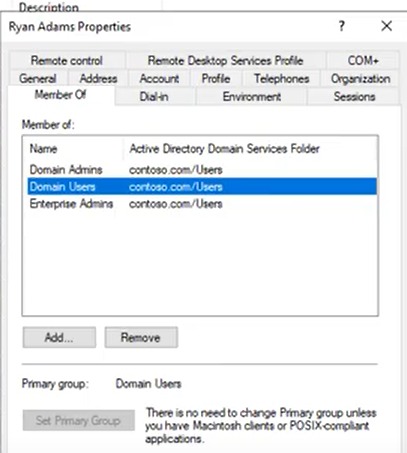 Description
Ryan Adams Properties ? ×
Remote control Remote Desktop Services Profile COM+
General Address Account Profile Telephones Organization
Member Of Dial-in Environment Sessions
Member of:
Name Active Directory Domain Services Folder
Domain Admins contoso.com/Users
Domain Users contoso.com/Users
Enterprise Admins contoso.com/Users
Add... Remove
Primary group: Domain Users
Set Primary Group
There is no need to change Primary group unless
you have Macintosh clients or POSIX-compliant
applications.